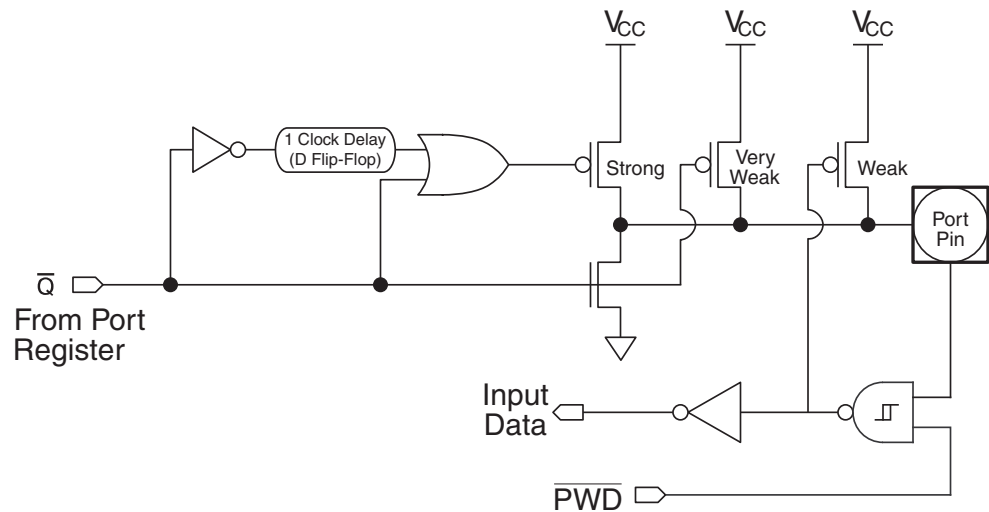 VCC
VCC
VCC
1 Clock Delay
(D Flip-Flop)
Strong
Very
Weak
Weak
Port
Pin
Q̅
From Port
Register
Input
Data
P̅W̅D̅